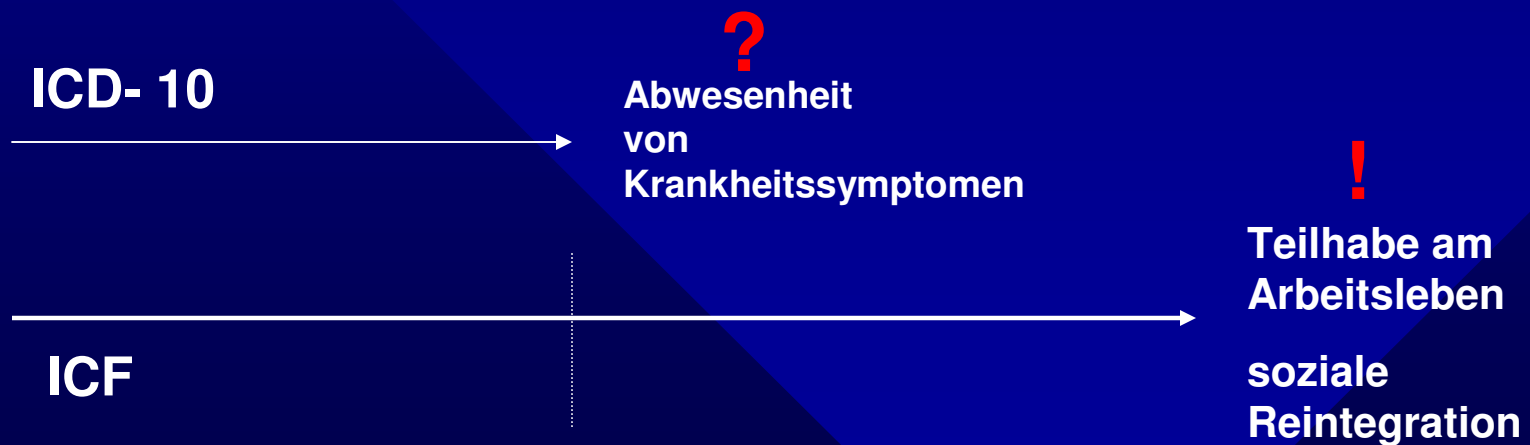 ?
ICD- 10
Abwesenheit
von
Krankheitssymptomen
!
Teilhabe am
Arbeitsleben
soziale
Reintegration
ICF